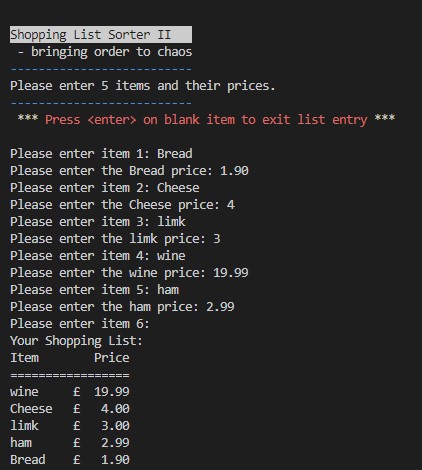 Shopping List Sorter II
- bringing order to chaos
--------------------------
Please enter 5 items and their prices.
--------------------------
*** Press <enter> on blank item to exit list entry ***
Please enter item 1: Bread
Please enter the Bread price: 1.90
Please enter item 2: Cheese
Please enter the Cheese price: 4
Please enter item 3: limk
Please enter the limk price: 3
Please enter item 4: wine
Please enter the wine price: 19.99
Please enter item 5: ham
Please enter the ham price: 2.99
Please enter item 6:
Your Shopping List:
Item        Price
=================
wine     £  19.99
Cheese   £   4.00
limk     £   3.00
ham      £   2.99
Bread    £   1.90